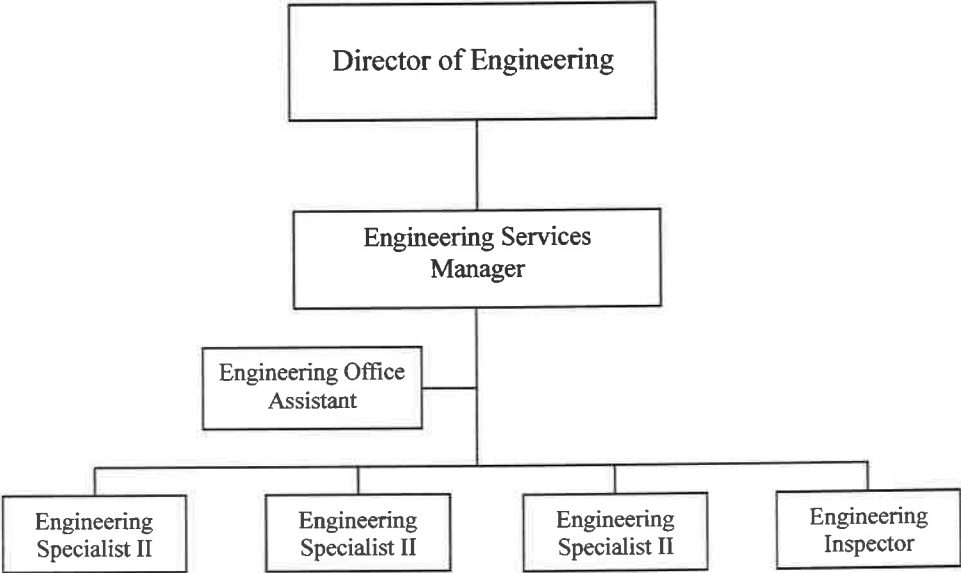 Director of Engineering
Engineering Services
Manager
Engineering Office
Assistant
Engineering
Specialist II
Engineering
Specialist II
Engineering
Specialist II
Engineering
Inspector